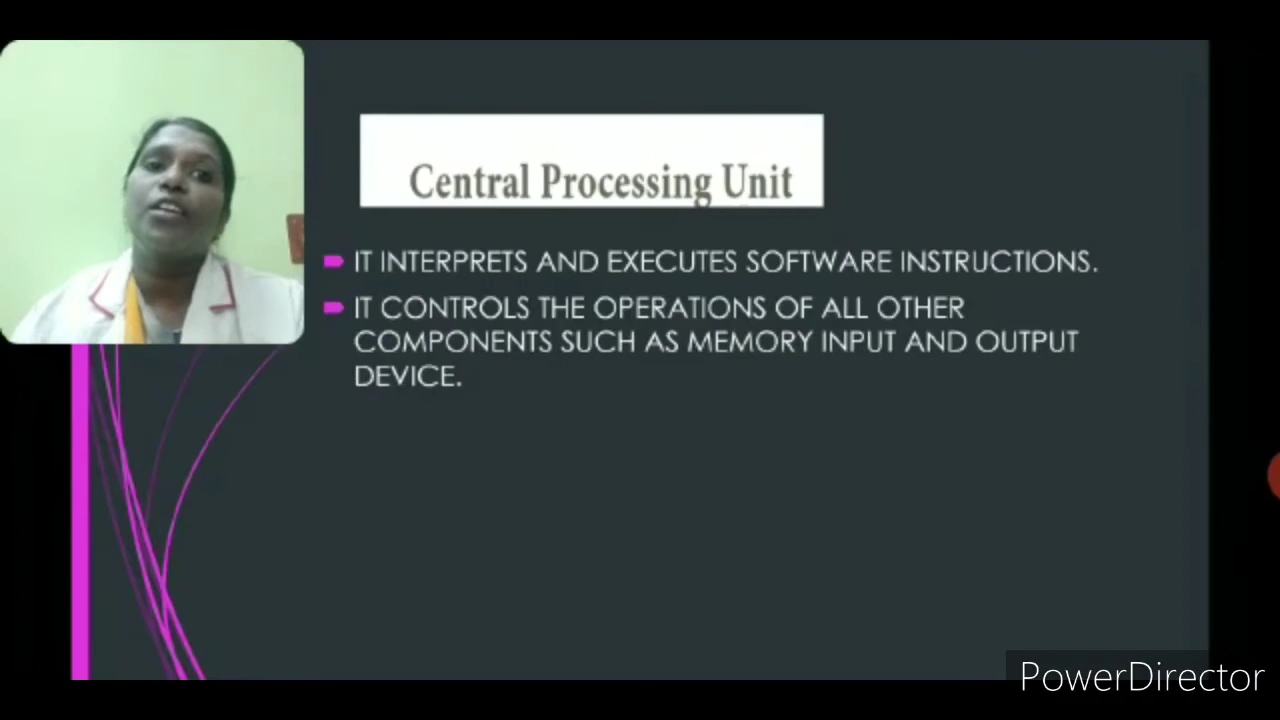 Central Processing Unit
IT INTERPRETS AND EXECUTES SOFTWARE INSTRUCTIONS.
IT CONTROLS THE OPERATIONS OF ALL OTHER
COMPONENTS SUCH AS MEMORY INPUT AND OUTPUT
DEVICE.
PowerDirector